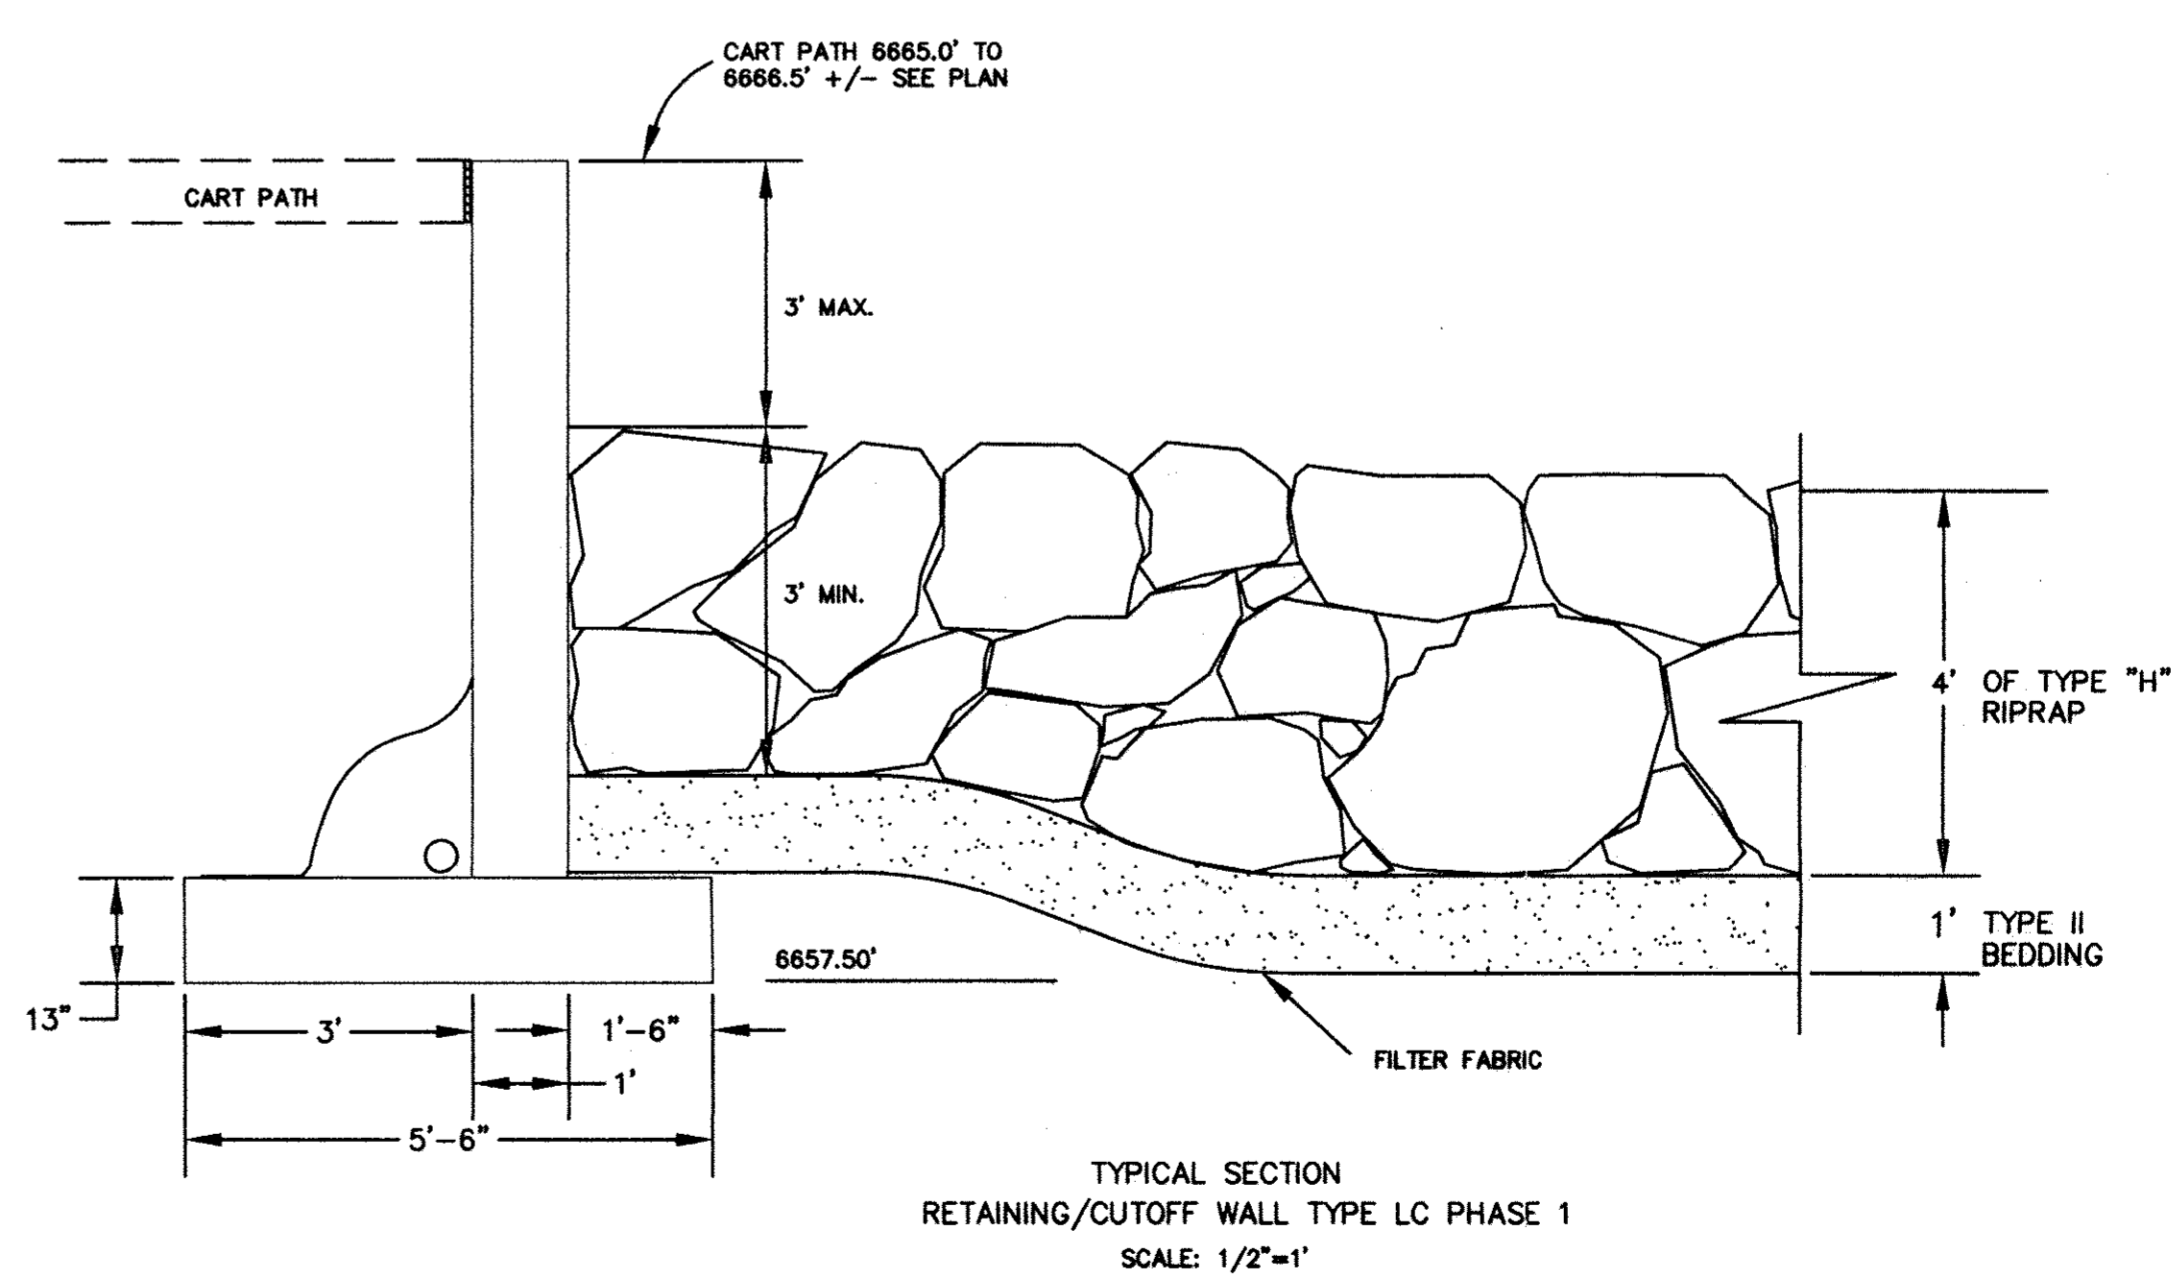 CART PATH 6665.0' TO
6666.5' +/- SEE PLAN
CART PATH
3' MAX.
3' MIN.
4' OF TYPE "H"
RIPRAP
1' TYPE II
BEDDING
6657.50'
13"
3'
1'-6"
1'
5'-6"
FILTER FABRIC
TYPICAL SECTION
RETAINING/CUTOFF WALL TYPE LC PHASE 1
SCALE: 1/2"=1'